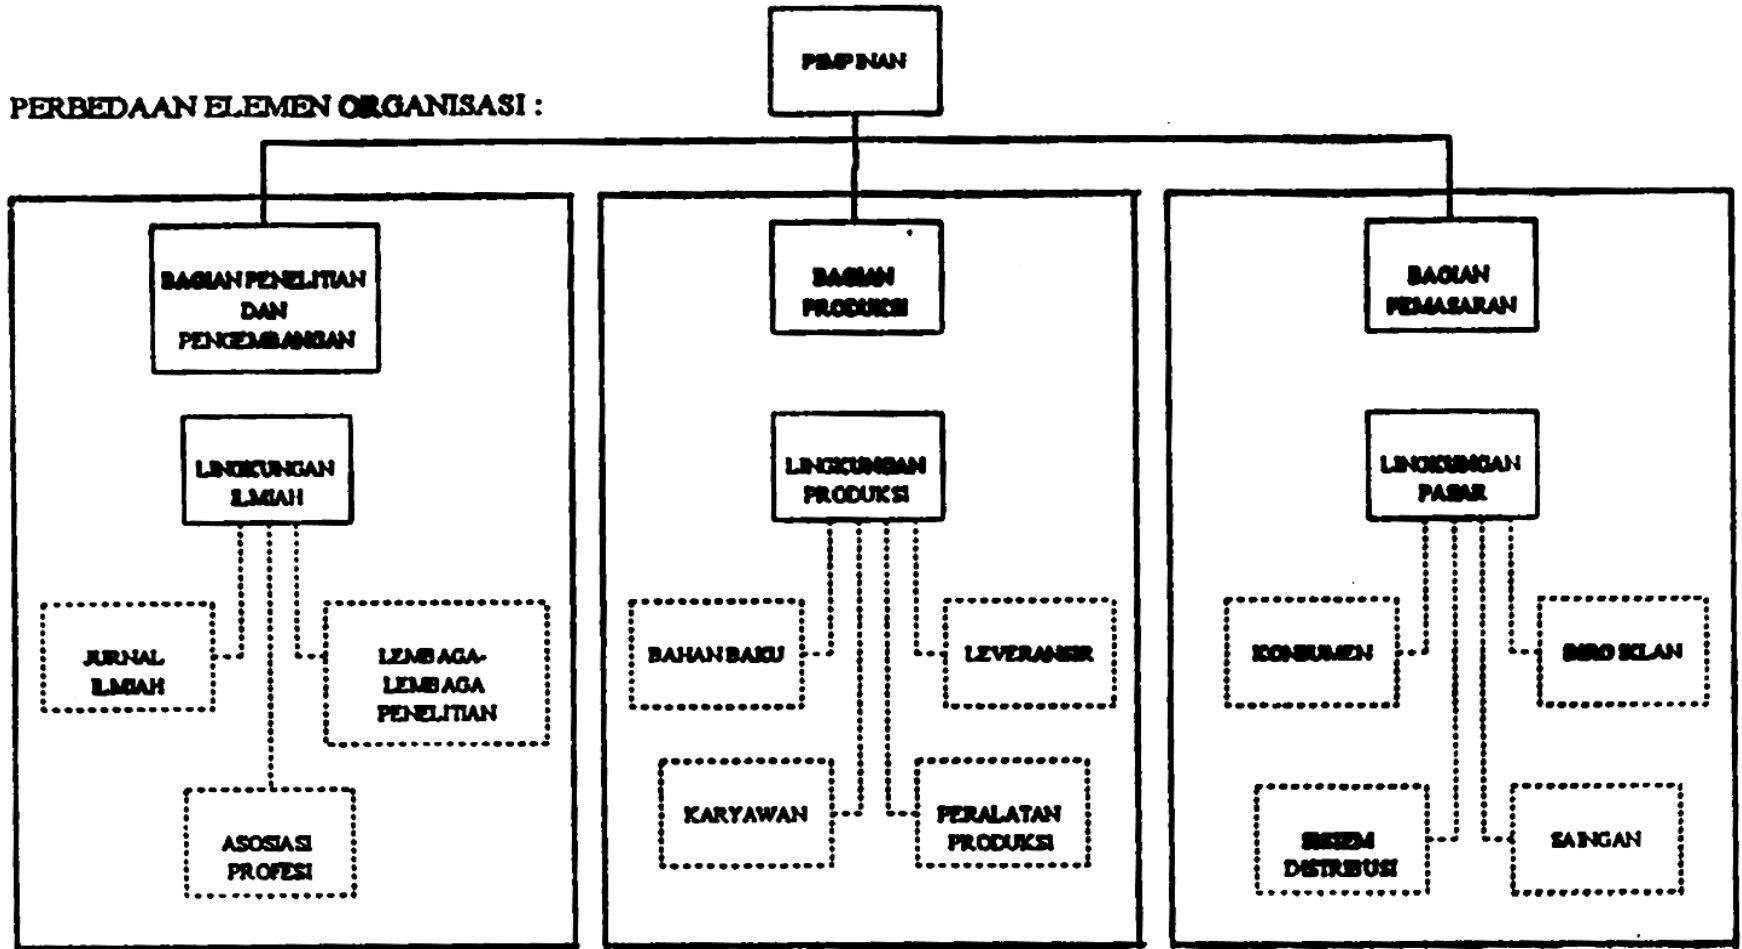 PIMPINAN
PERBEDAAN ELEMEN ORGANISASI :
BAGIAN PENELITIAN
DAN
PENGEMBANGAN
BAGIAN
PRODUKSI
BAGIAN
PEMASARAN
LINGKUNGAN
ILMIAH
LINGKUNGAN
PRODUKSI
LINGKUNGAN
PASAR
JURNAL
ILMIAH
LEMBAGA-
LEMBAGA
PENELITIAN
BAHAN BAKU
LEVERANSIR
KONSUMEN
BIRO IKLAN
ASOSIASI
PROFESI
KARYAWAN
PERALATAN
PRODUKSI
SISTEM
DISTRIBUSI
SAINGAN